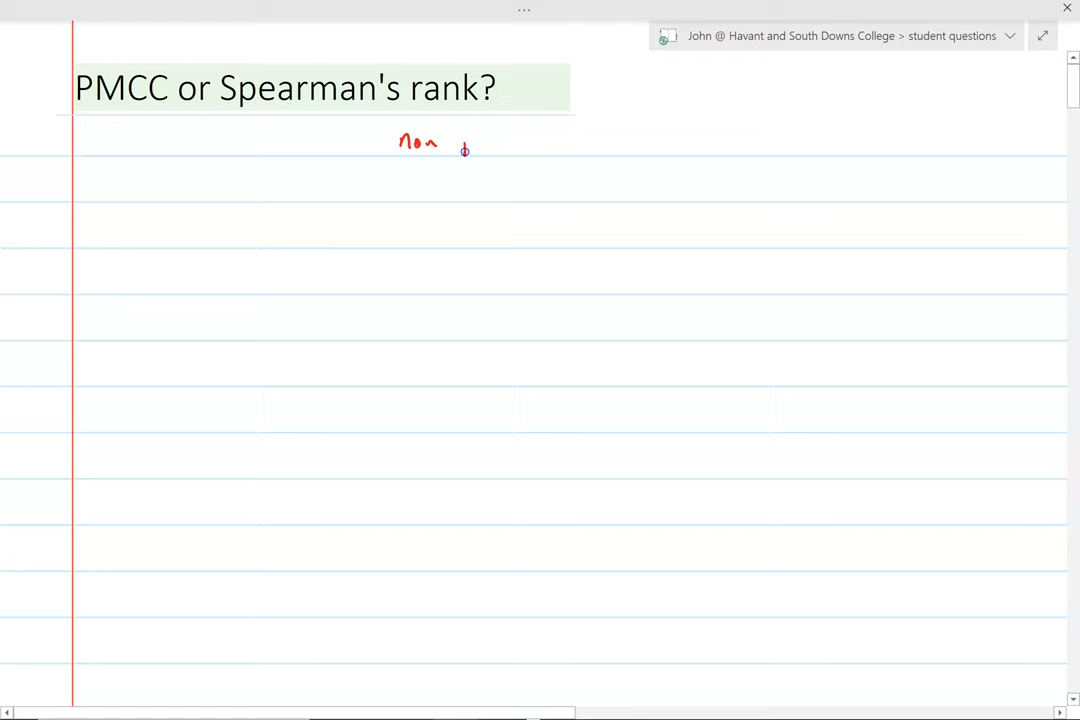 John @ Havant and South Downs College > student questions
PMCC or Spearman's rank?
non